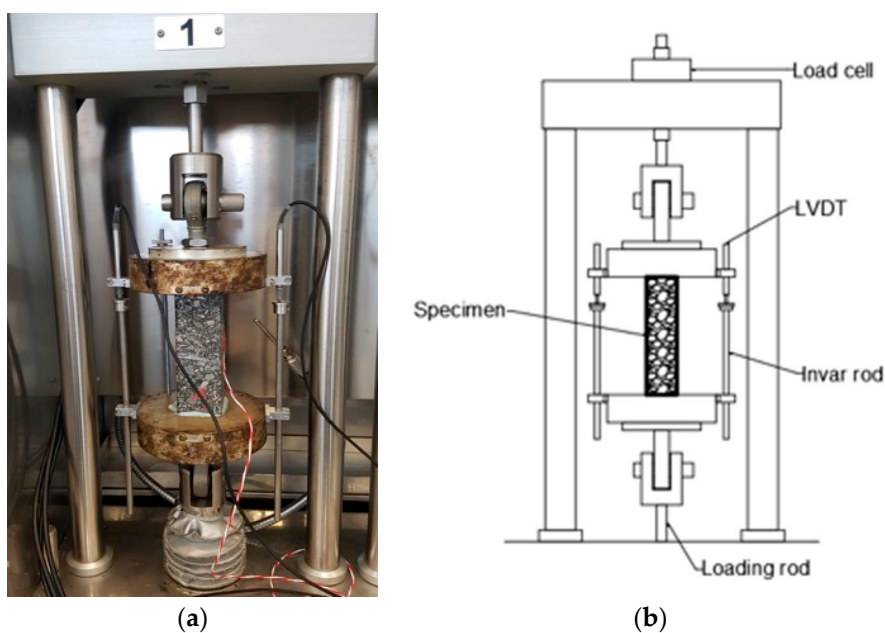 1
Load cell
LVDT
Specimen
Invar rod
Loading rod
(a)
(b)